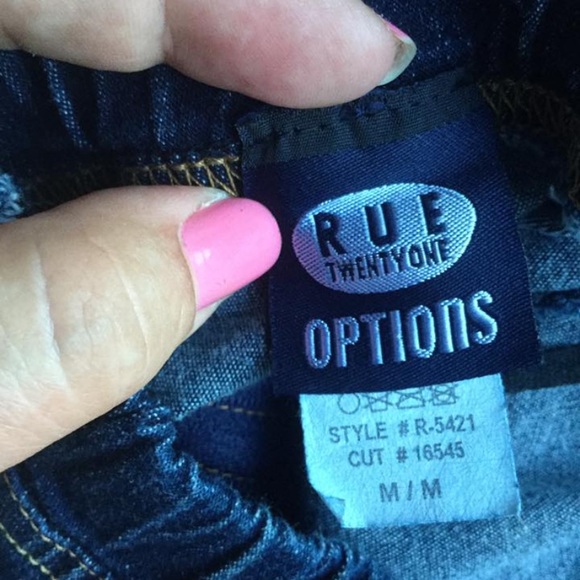 RUE
TWENTYONE
OPTIONS
STYLE # R-5421
CUT # 16545
M / M